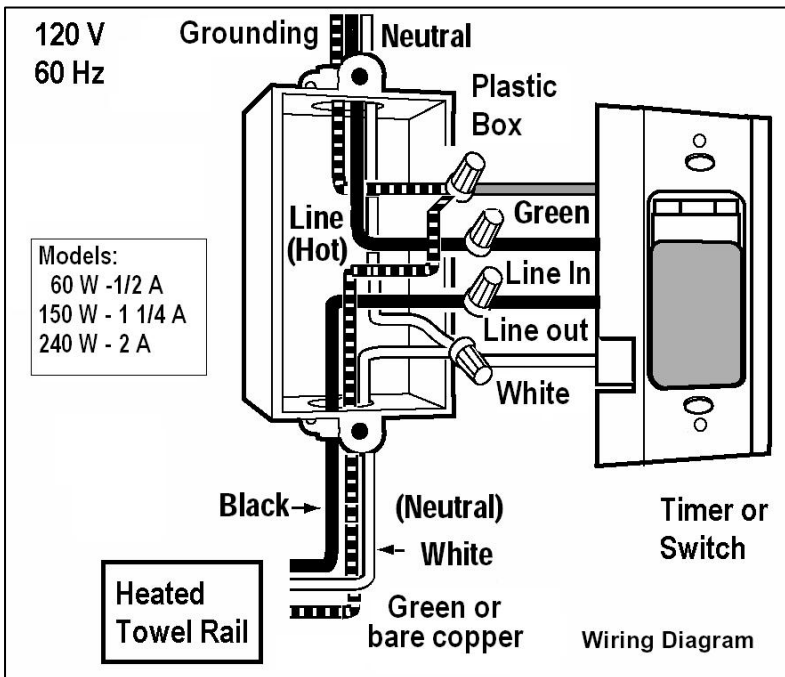 120 V
60 Hz
Grounding
Neutral
Plastic
Box
Line
(Hot)
Green
Line In
Line out
White
Models:
60 W -1/2 A
150 W - 1 1/4 A
240 W - 2 A
Black
(Neutral)
White
Green or
bare copper
Heated
Towel Rail
Timer or
Switch
Wiring Diagram